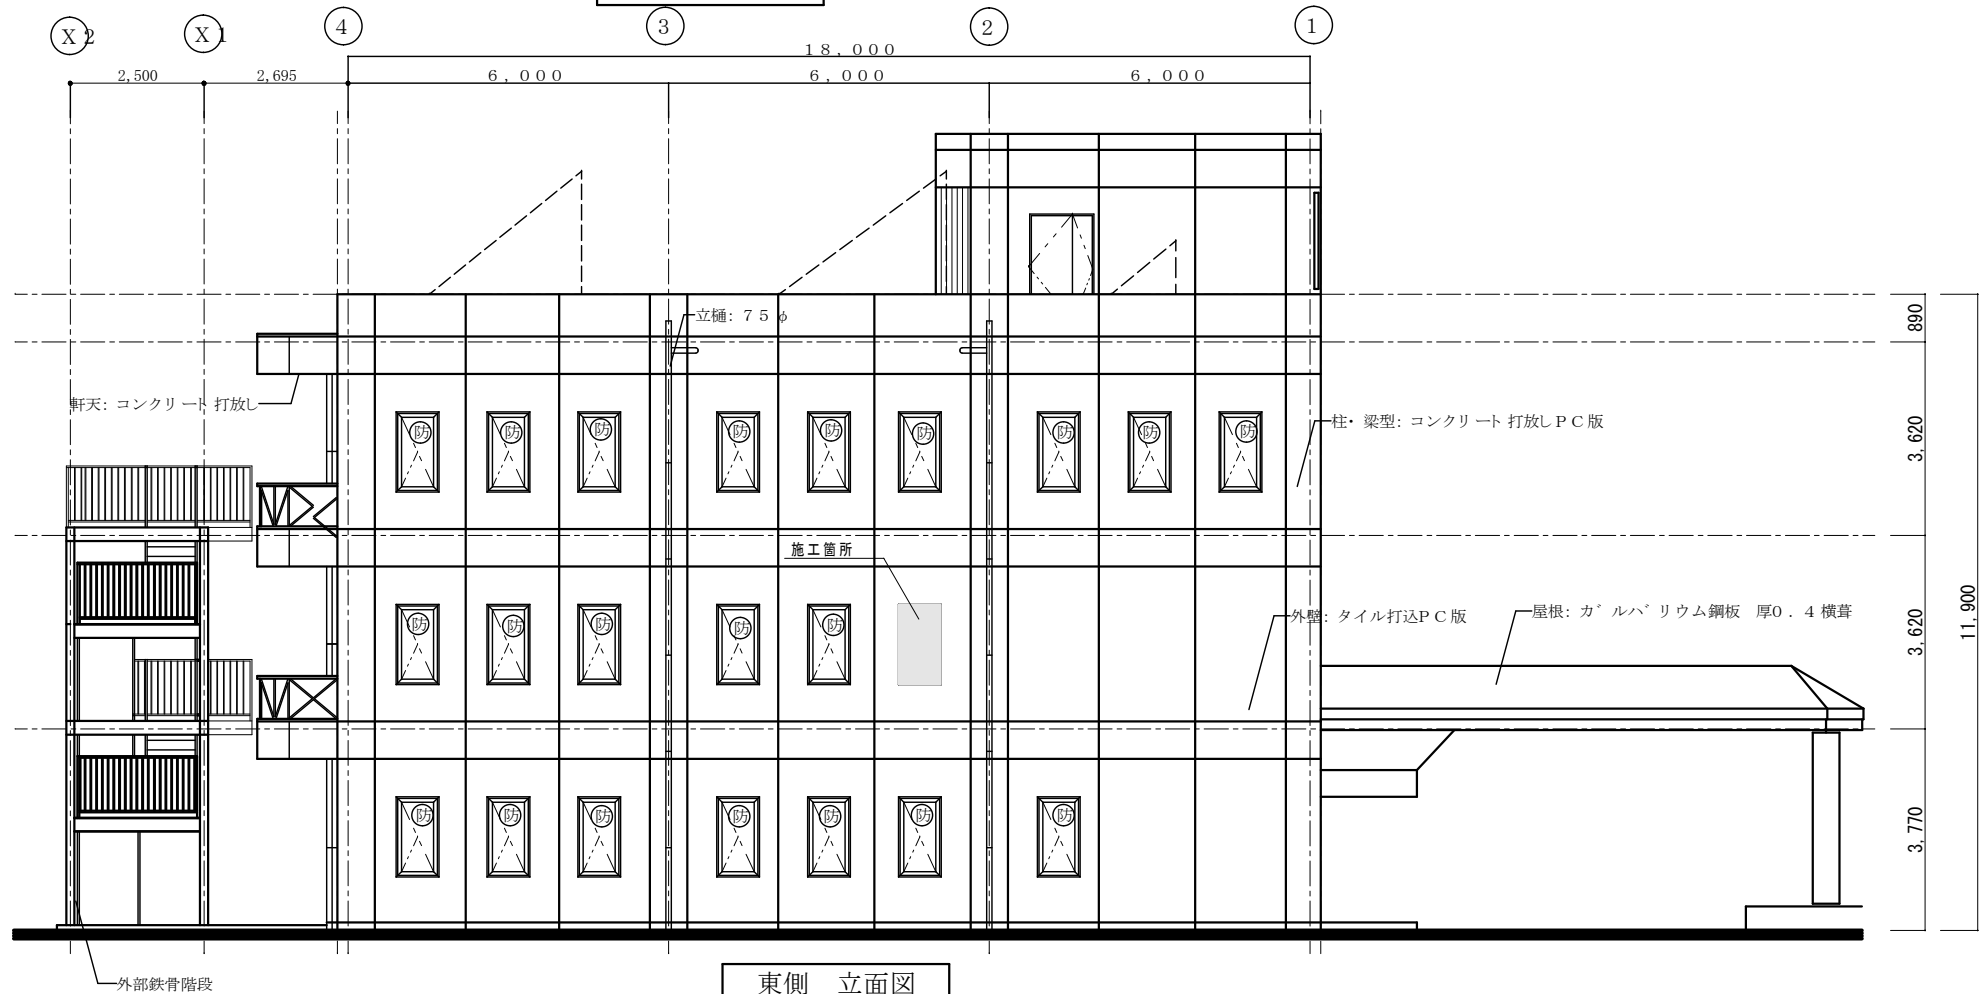 X2
X1
4
3
2
1
18,000
2,500
2,695
6,000
6,000
6,000
立樋：75φ
890
軒天：コンクリート打放し
柱・梁型：コンクリート打放しPC版
3,620
防 防 防 防 防 防 防 防 防
施工箇所
外壁：タイル打込PC版
屋根：ガルバリウム鋼板 厚0.4横葺
3,620
11,900
防 防 防 防 防
3,770
防 防 防 防 防 防 防
外部鉄骨階段
東側 立面図